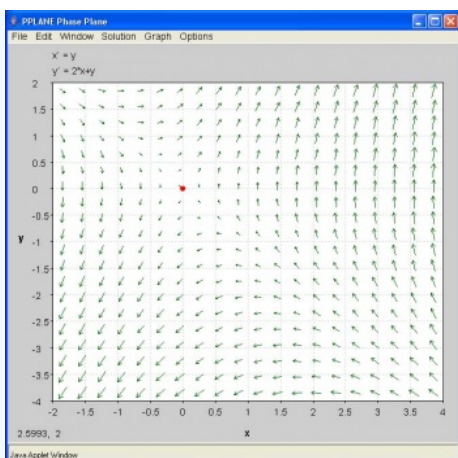 PPLANE Phase Plane
File Edit Window Solution Graph Options
x' = y
y' = 2*x+y
2
1.5
1
0.5
0
-0.5
-1
-1.5
-2
-2.5
-3
-3.5
-4
y
-2 -1.5 -1 -0.5 0 0.5 1 1.5 2 2.5 3 3.5 4
2.5993, 2
x
Java Applet Window